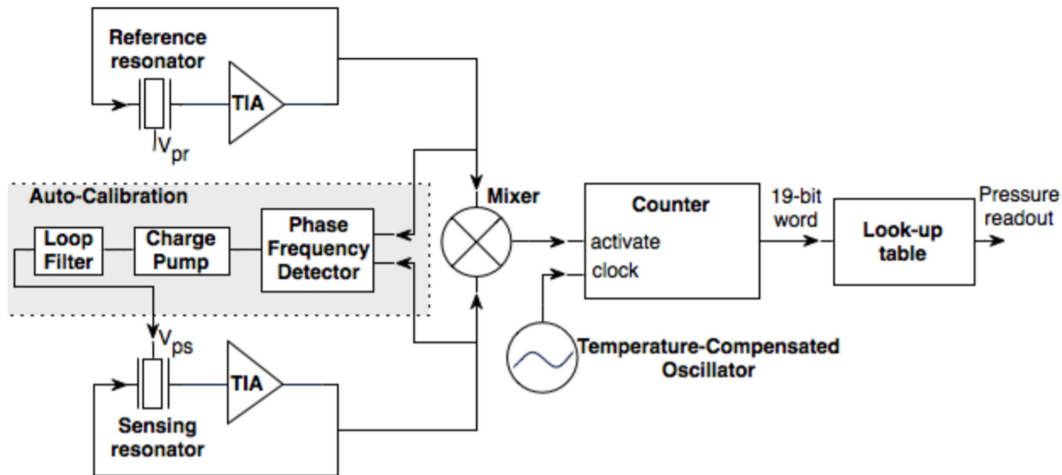 Reference
resonator
TIA
Vpr
Auto-Calibration
Loop
Filter
Charge
Pump
Phase
Frequency
Detector
Mixer
Counter
activate
clock
19-bit
word
Look-up
table
Pressure
readout
Temperature-Compensated
Oscillator
Vps
TIA
Sensing
resonator